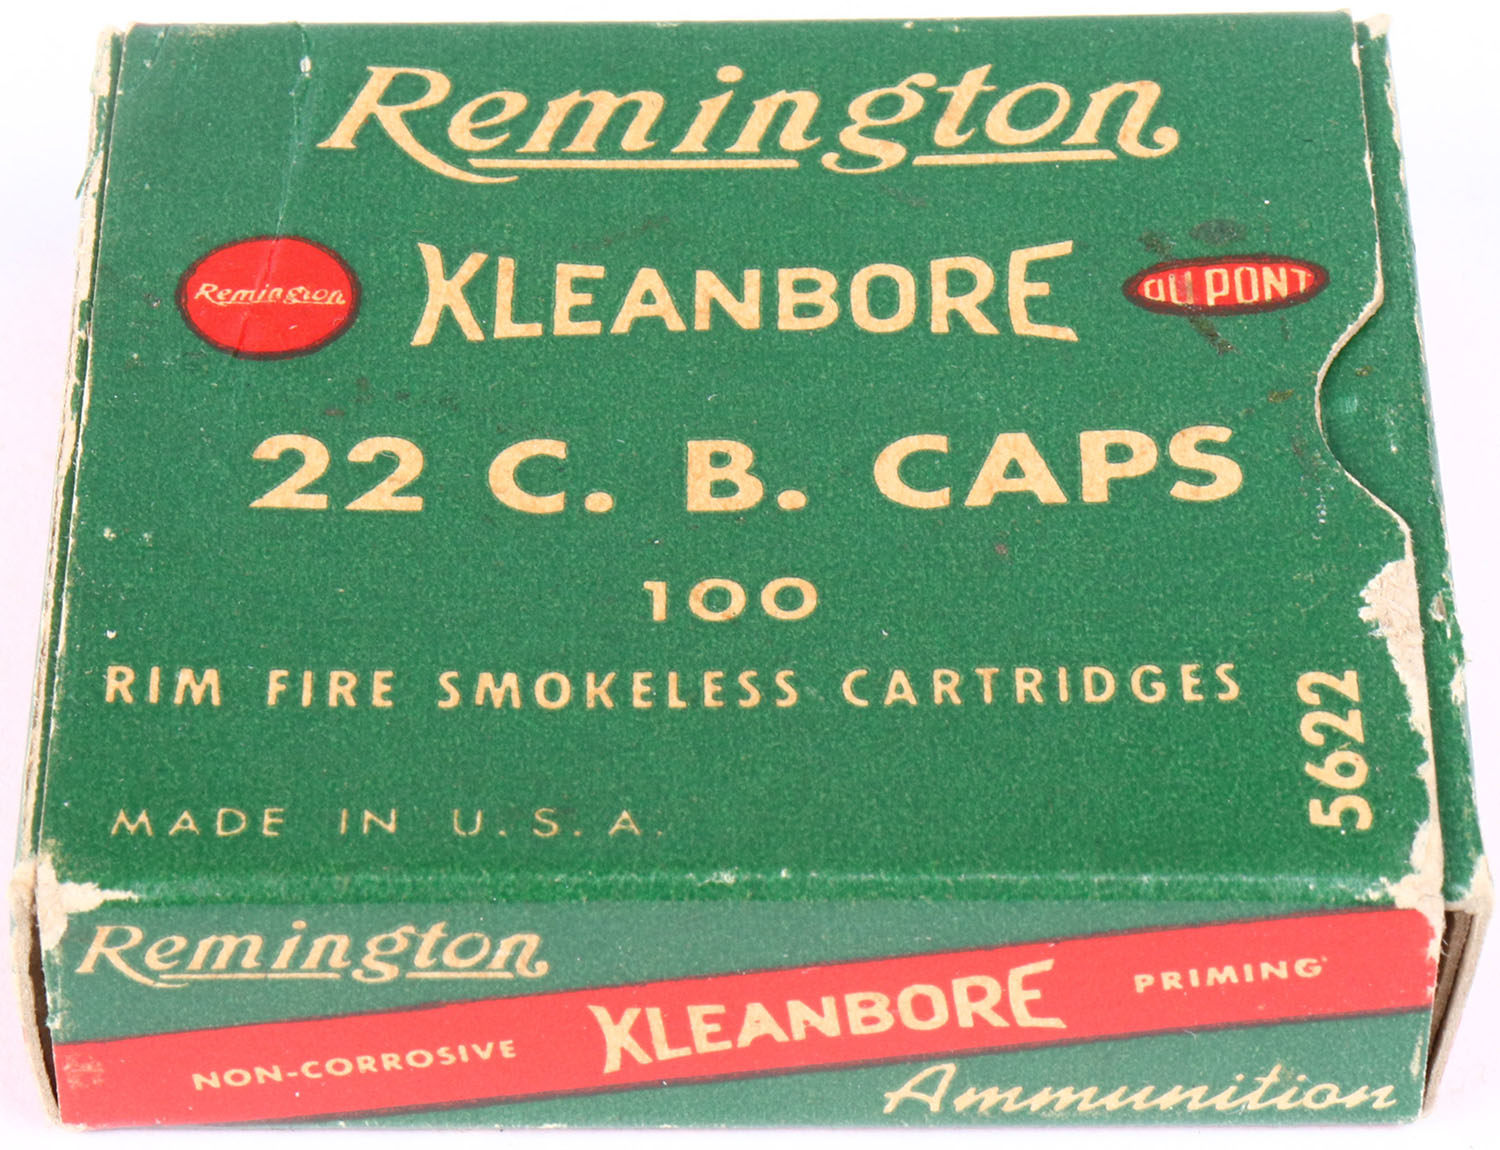 Remington
Remington
KLEANBORE
DU PONT
22 C. B. CAPS
100
RIM FIRE SMOKELESS CARTRIDGES
5622
MADE IN U. S. A.
Remington
NON-CORROSIVE KLEANBORE PRIMING
Ammunition